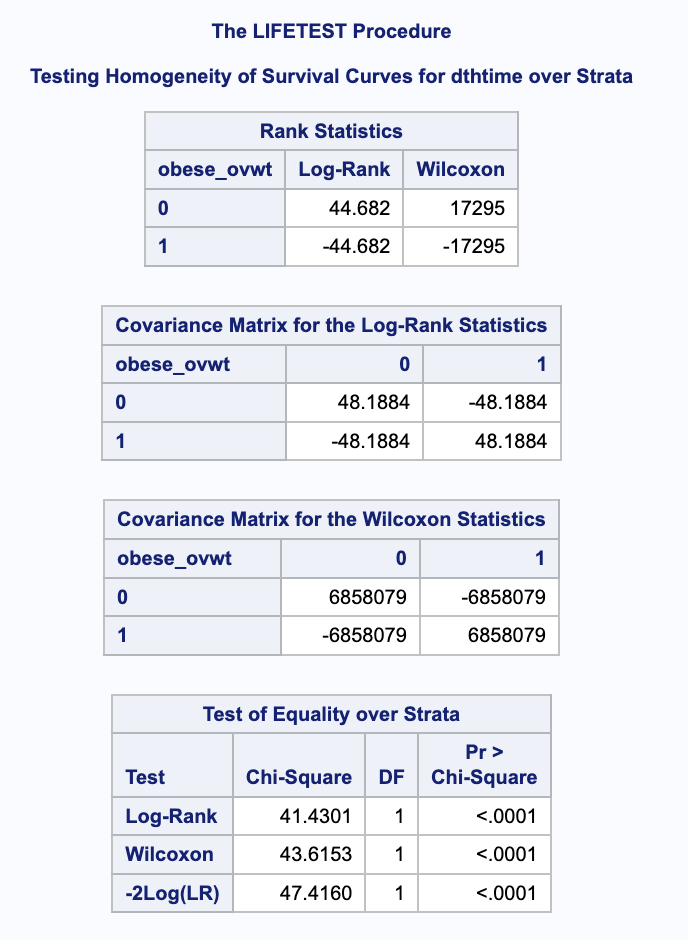 The LIFETEST Procedure
Testing Homogeneity of Survival Curves for dthtime over Strata
Rank Statistics
obese_ovwt Log-Rank Wilcoxon
0 44.682 17295
1 -44.682 -17295
Covariance Matrix for the Log-Rank Statistics
obese_ovwt 0 1
0 48.1884 -48.1884
1 -48.1884 48.1884
Covariance Matrix for the Wilcoxon Statistics
obese_ovwt 0 1
0 6858079 -6858079
1 -6858079 6858079
Test of Equality over Strata
Pr >
Test Chi-Square DF Chi-Square
Log-Rank 41.4301 1 <.0001
Wilcoxon 43.6153 1 <.0001
-2Log(LR) 47.4160 1 <.0001